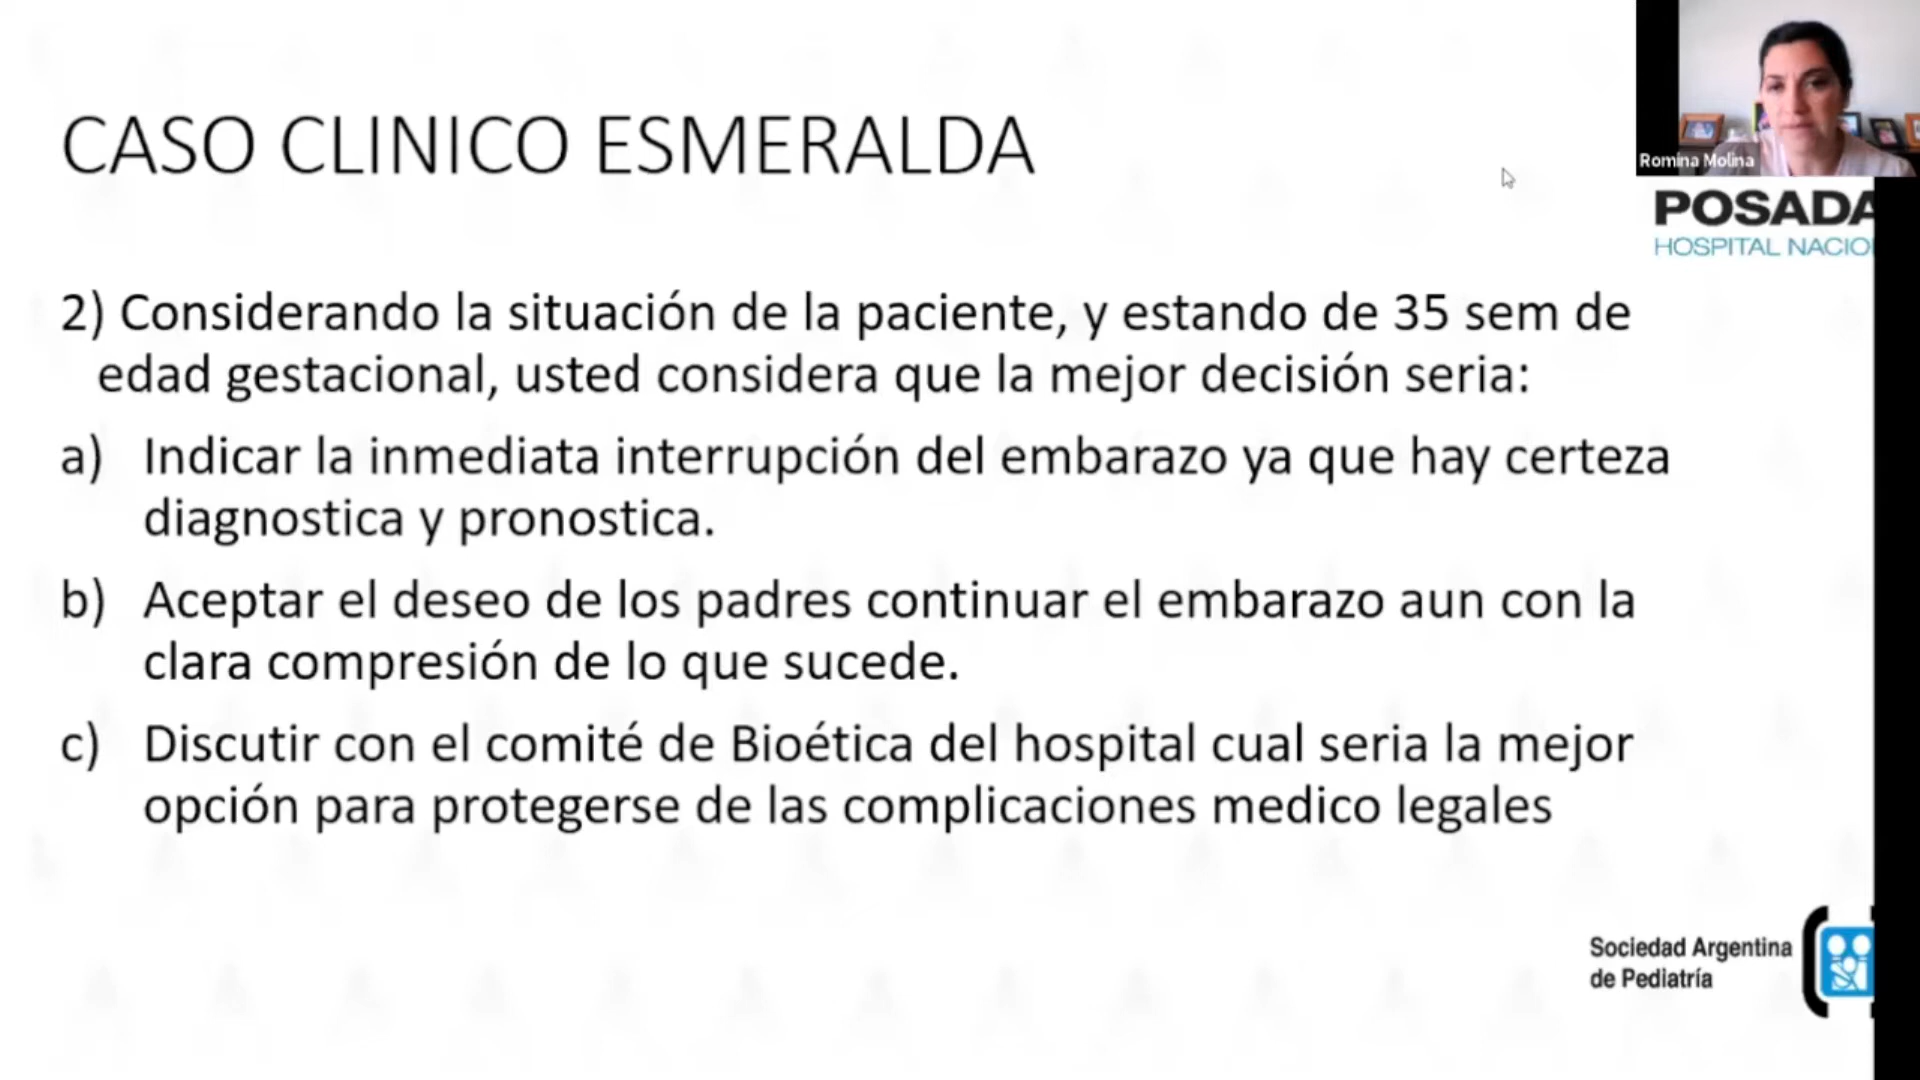 CASO CLINICO ESMERALDA
Romina Molina
POSADA
HOSPITAL NACIO
2) Considerando la situación de la paciente, y estando de 35 sem de
edad gestacional, usted considera que la mejor decisión seria:
a) Indicar la inmediata interrupción del embarazo ya que hay certeza
diagnostica y pronostica.
b) Aceptar el deseo de los padres continuar el embarazo aun con la
clara compresión de lo que sucede.
c) Discutir con el comité de Bioética del hospital cual seria la mejor
opción para protegerse de las complicaciones medico legales
Sociedad Argentina
de Pediatría